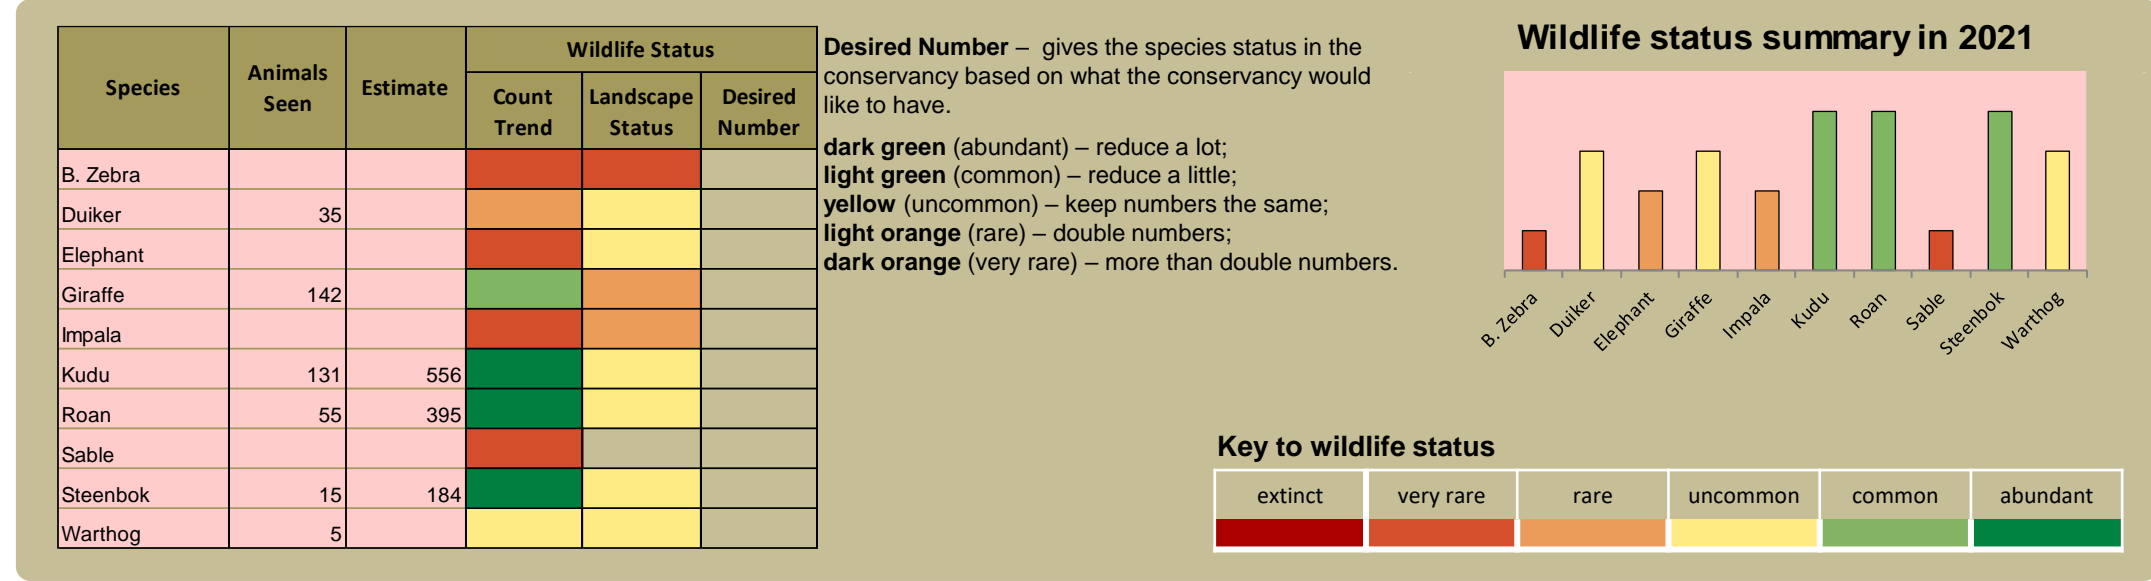 Species Animals Seen Estimate Wildlife Status
Count Trend Landscape Status Desired Number
B. Zebra
Duiker 35
Elephant
Giraffe 142
Impala
Kudu 131 556
Roan 55 395
Sable
Steenbok 15 184
Warthog 5
Desired Number – gives the species status in the
conservancy based on what the conservancy would
like to have.
dark green (abundant) – reduce a lot;
light green (common) – reduce a little;
yellow (uncommon) – keep numbers the same;
light orange (rare) – double numbers;
dark orange (very rare) – more than double numbers.
Wildlife status summary in 2021
B. Zebra Duiker Elephant Giraffe Impala Kudu Roan Sable Steenbok Warthog
Key to wildlife status
extinct very rare rare uncommon common abundant